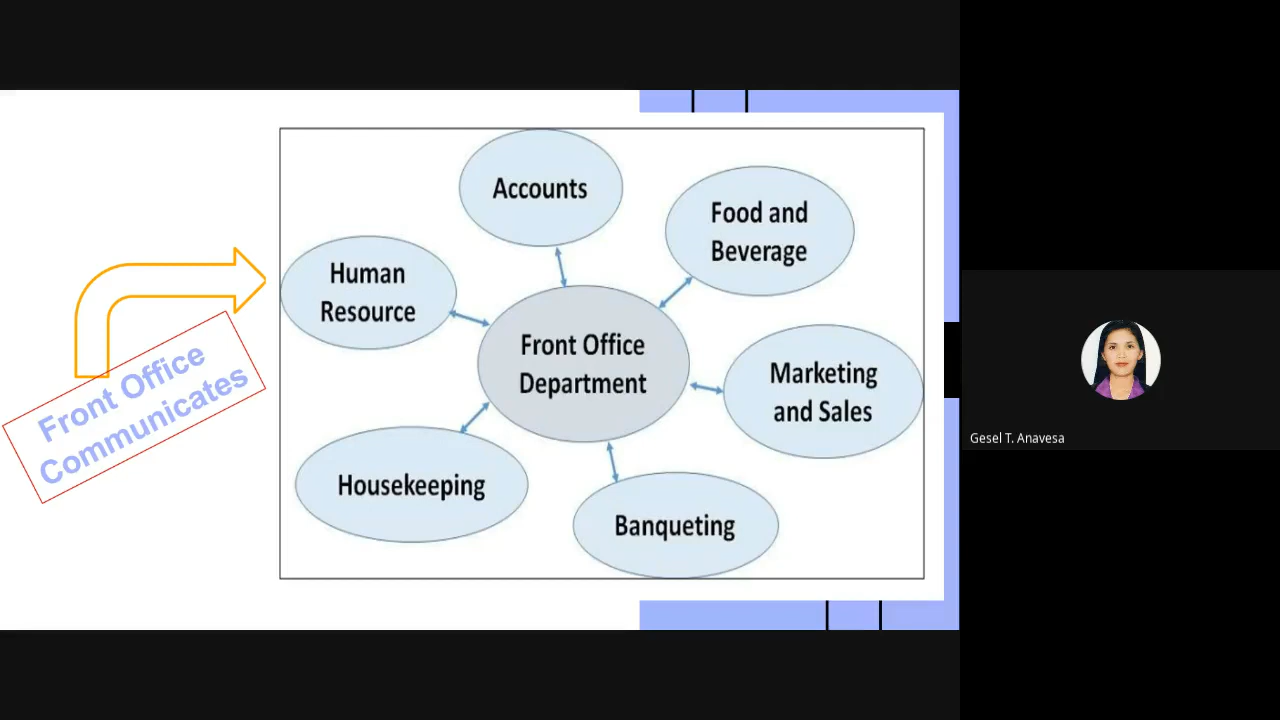 Front Office
Communicates
Accounts
Food and
Beverage
Human
Resource
Front Office
Department
Marketing
and Sales
Housekeeping
Banqueting
Gesel T. Anavesa